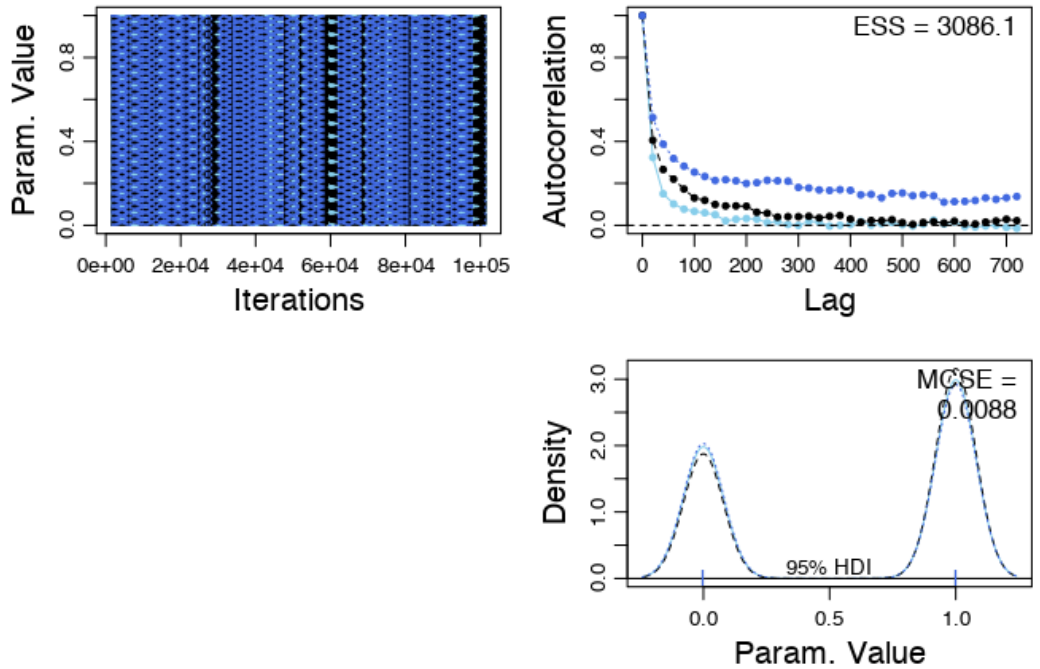 Param. Value
0.0
0.4
0.8
0e+00 2e+04 4e+04 6e+04 8e+04 1e+05
Iterations
Autocorrelation
0.0
0.4
0.8
ESS = 3086.1
0 100 200 300 400 500 600 700
Lag
Density
0.0
1.0
2.0
3.0
MCSE =
0.0088
95% HDI
0.0 0.5 1.0
Param. Value